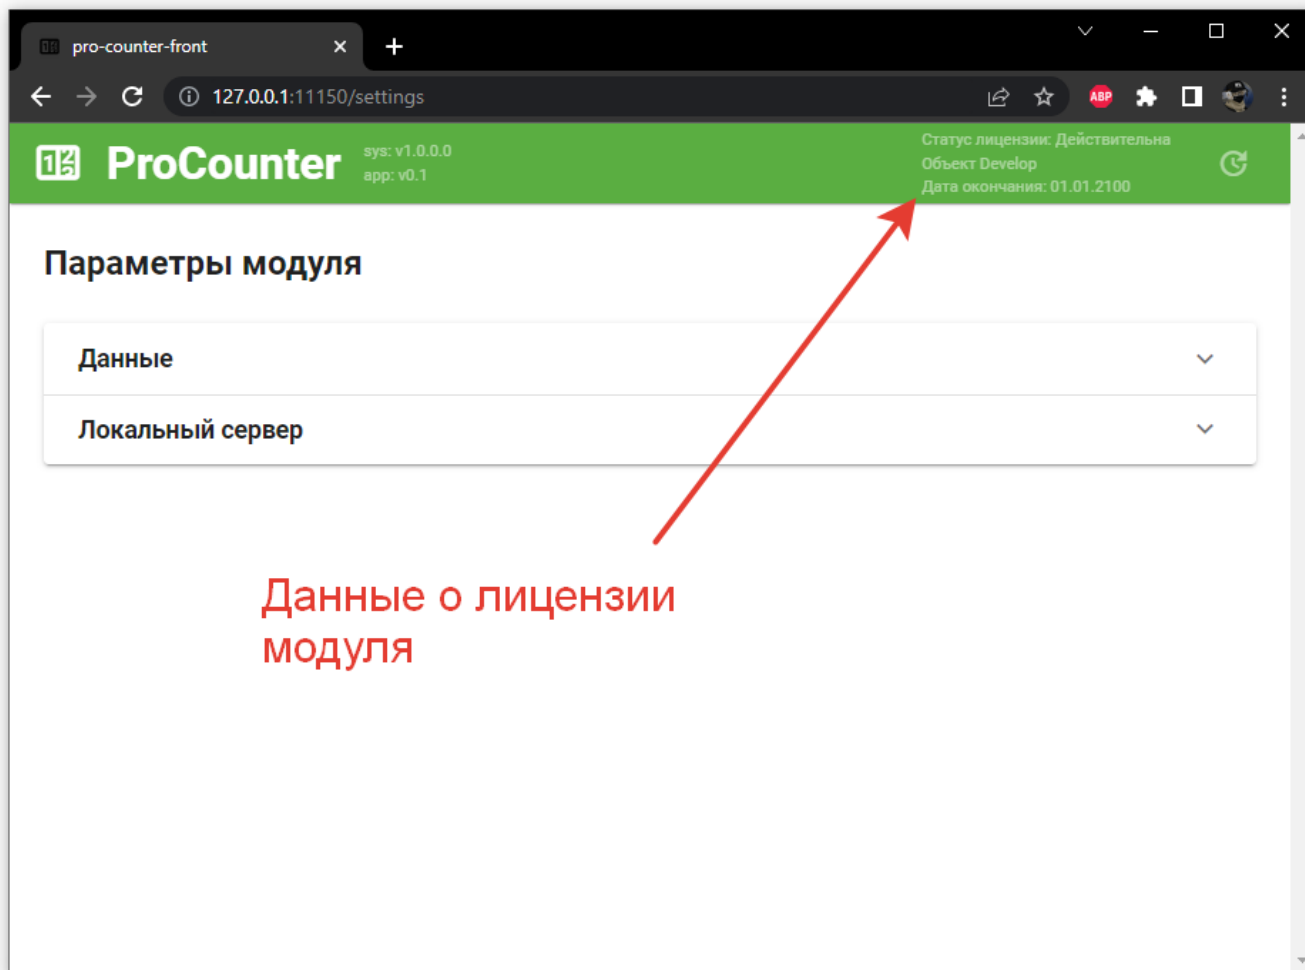 pro-counter-front
127.0.0.1:11150/settings
ABP
ProCounter
sys: v1.0.0.0
app: v0.1
Статус лицензии: Действительна
Объект Develop
Дата окончания: 01.01.2100
Параметры модуля
Данные
Локальный сервер
Данные о лицензии
модуля